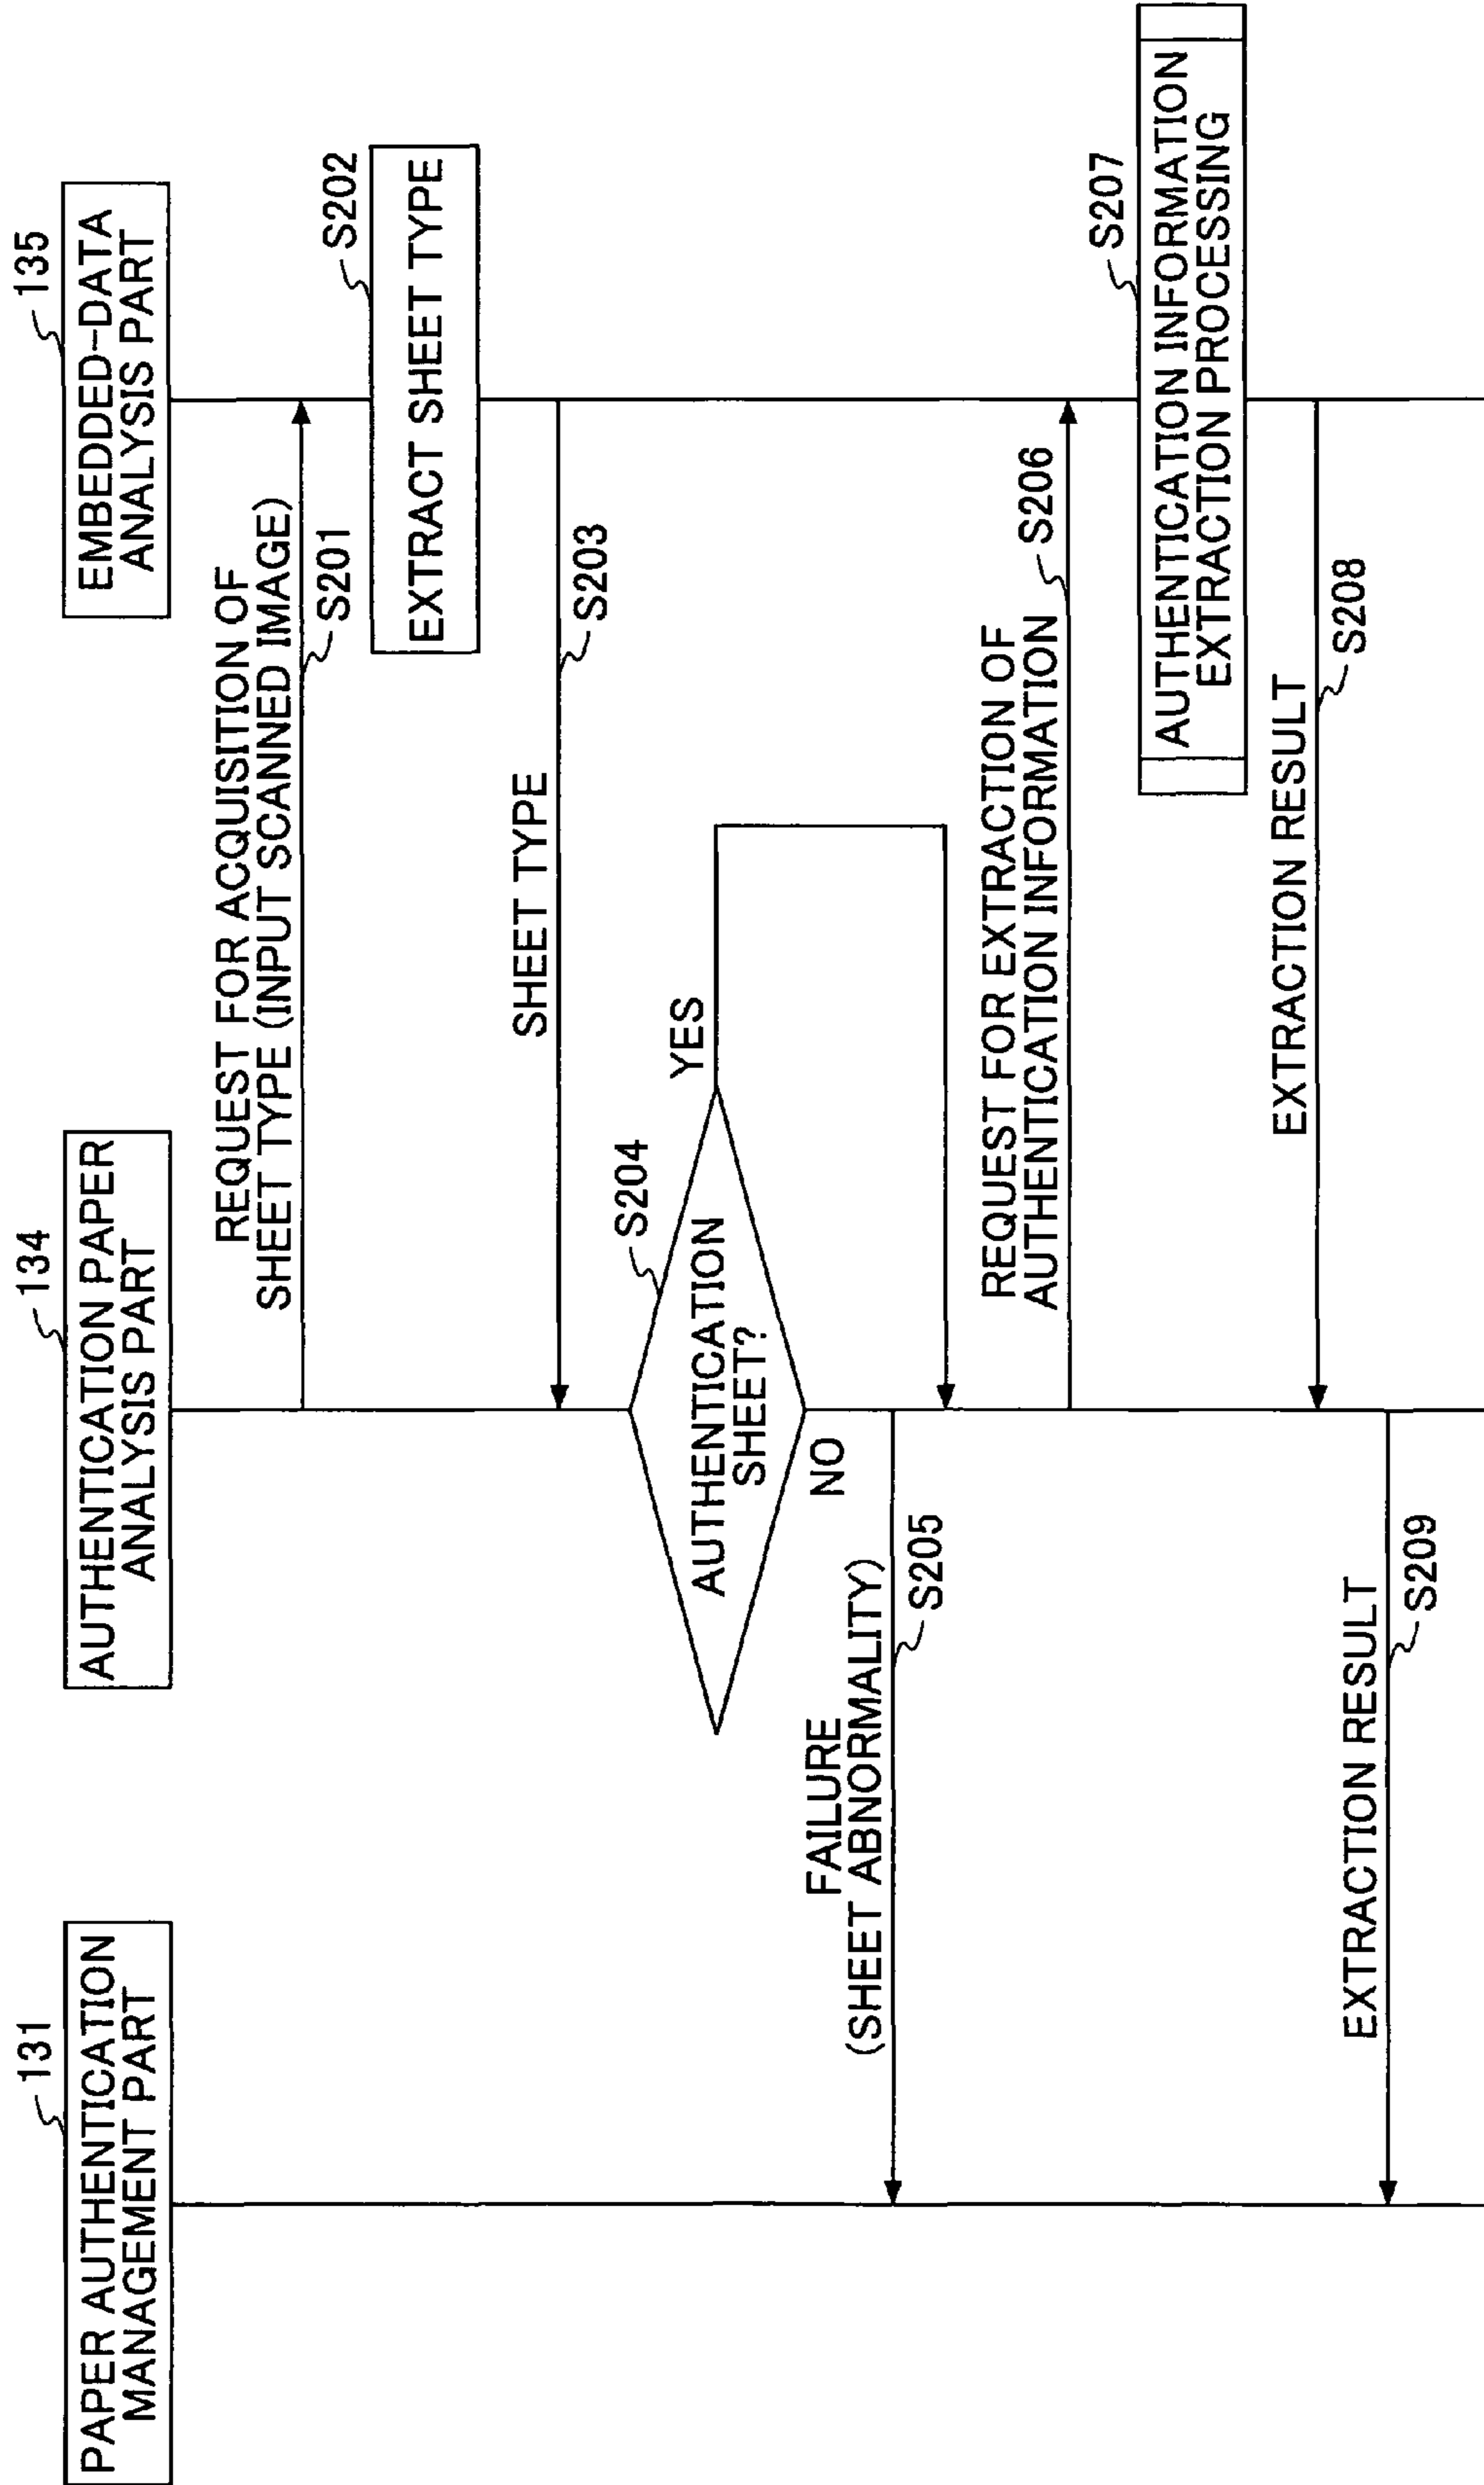 131
PAPER AUTHENTICATION
MANAGEMENT PART
134
AUTHENTICATION PAPER
ANALYSIS PART
135
EMBEDDED-DATA
ANALYSIS PART
REQUEST FOR ACQUISITION OF
SHEET TYPE (INPUT SCANNED IMAGE)
S201
S202
EXTRACT SHEET TYPE
SHEET TYPE
S203
S204
AUTHENTICATION
SHEET?
YES
NO
FAILURE
(SHEET ABNORMALITY)
S205
REQUEST FOR EXTRACTION OF
AUTHENTICATION INFORMATION
S206
S207
AUTHENTICATION INFORMATION
EXTRACTION PROCESSING
EXTRACTION RESULT
S208
EXTRACTION RESULT
S209